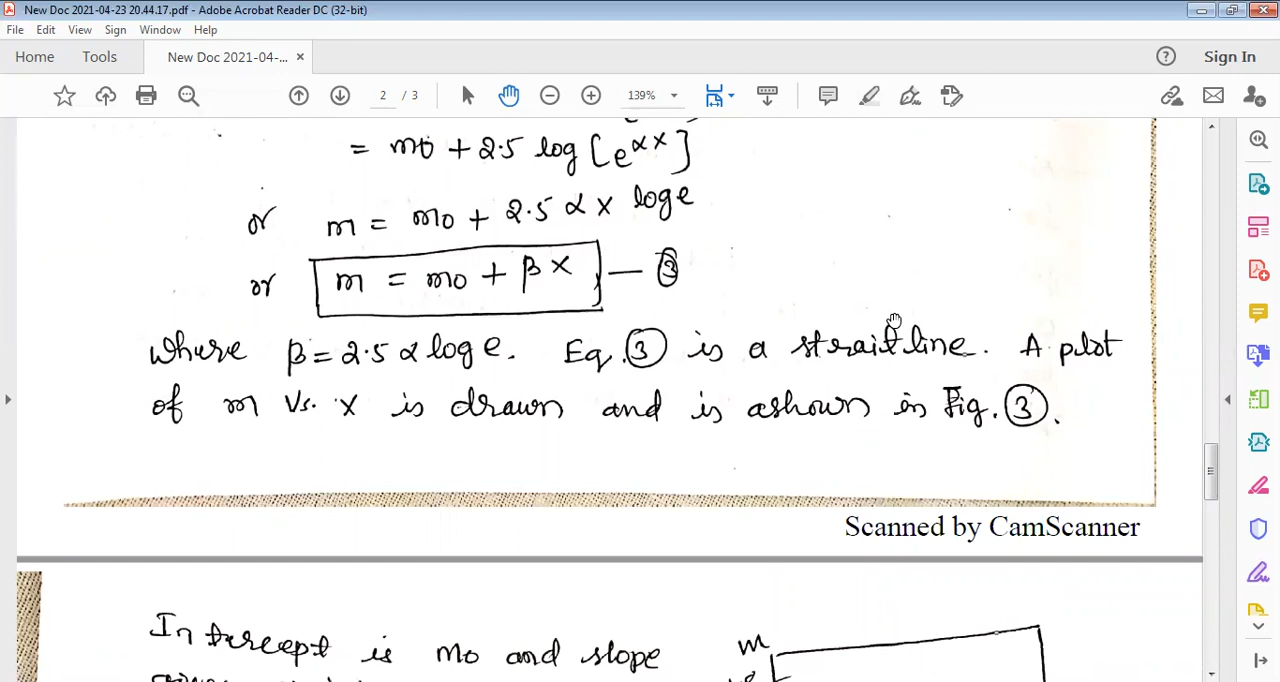 New Doc 2021-04-23 20.44.17.pdf - Adobe Acrobat Reader DC (32-bit)
File Edit View Sign Window Help
Home Tools New Doc 2021-04-... × Sign In
2 / 3 139%
= m0 + 2.5 log [e^αx]
or m = m0 + 2.5 α x loge
or m = m0 + βx — ③
where β = 2.5 α log e. Eq. ③ is a strait line. A plot
of m Vs. x is drawn and is ashown in Fig. ③.
Scanned by CamScanner
Intercept is m0 and slope
m